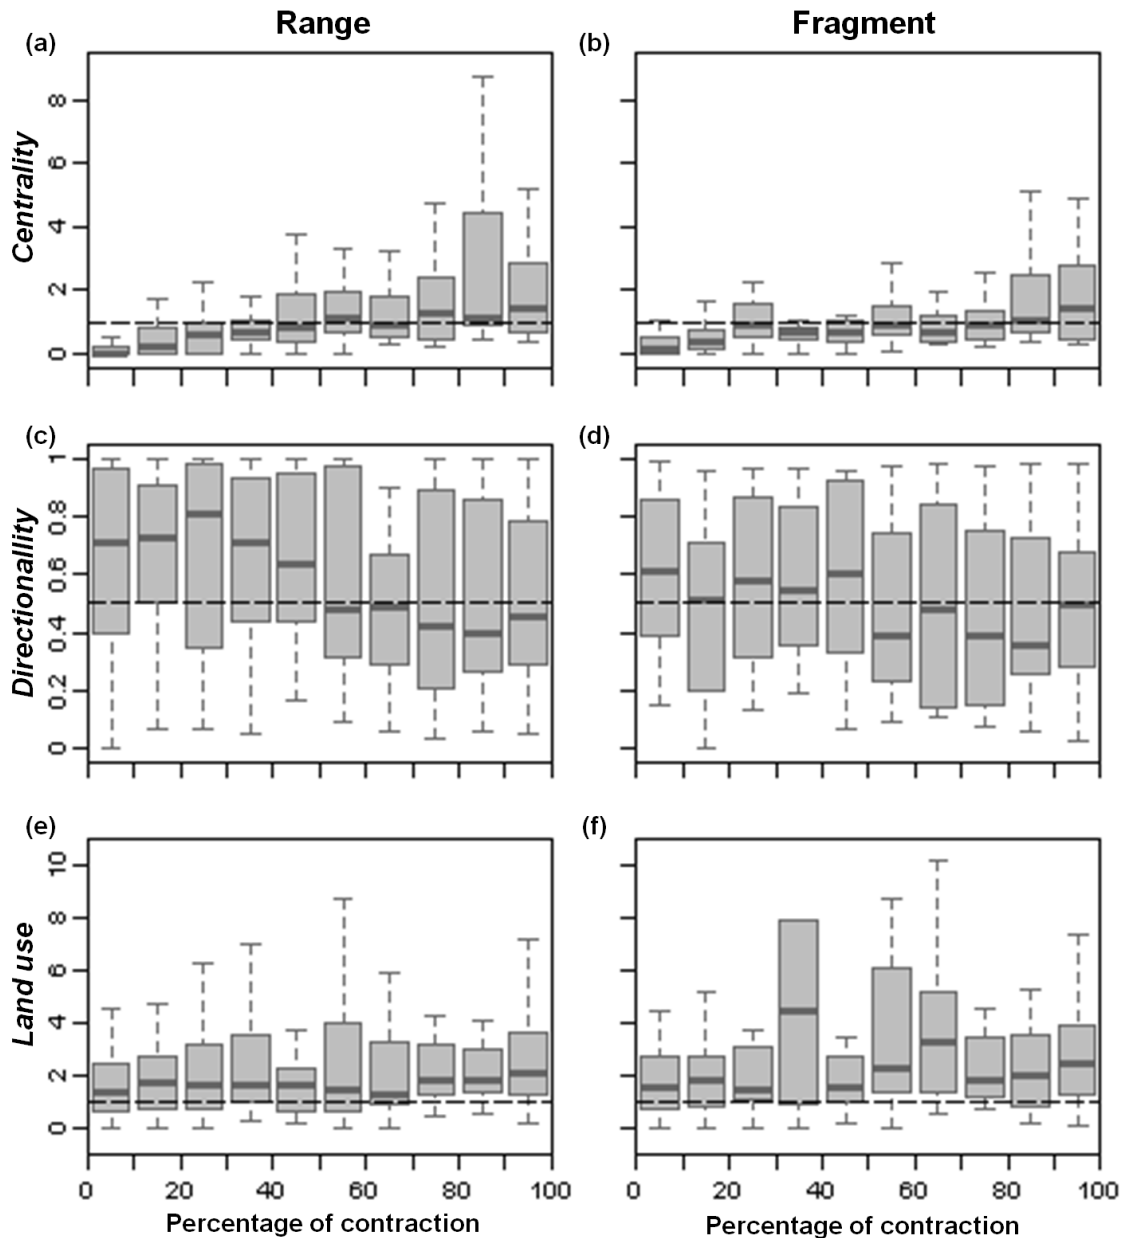 Range Fragment
(a) (b)
Centrality
8
6
4
2
0
(c) (d)
Directionallity
1
0.8
0.6
0.4
0.2
0
(e) (f)
Land use
10
8
6
4
2
0
0 20 40 60 80 100 0 20 40 60 80 100
Percentage of contraction Percentage of contraction